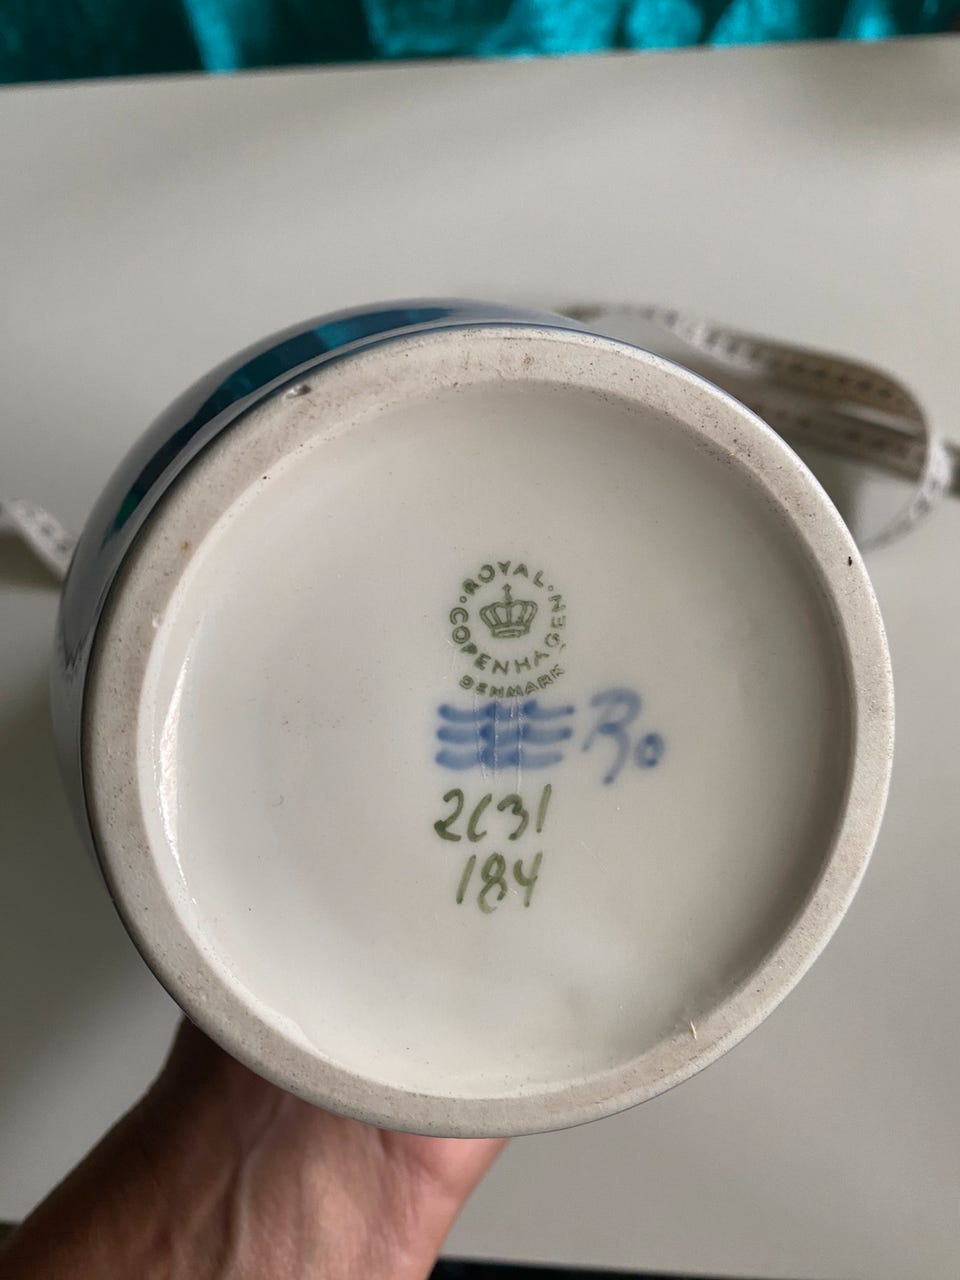 ROYAL COPENHAGEN
DENMARK
Ro
2631
184